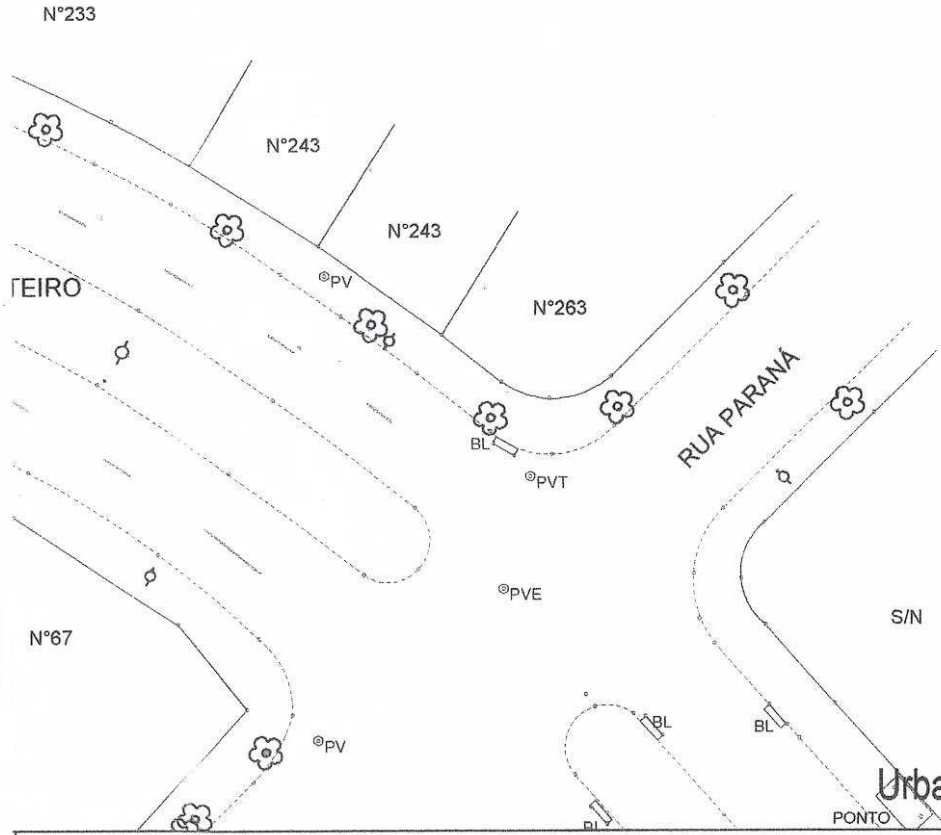 N°233
N°243
N°243
PV
TEIRO
N°263
RUA PARANÁ
BL
PVT
PVE
N°67
S/N
PV
BL
BL
Urba
PONTO
BL